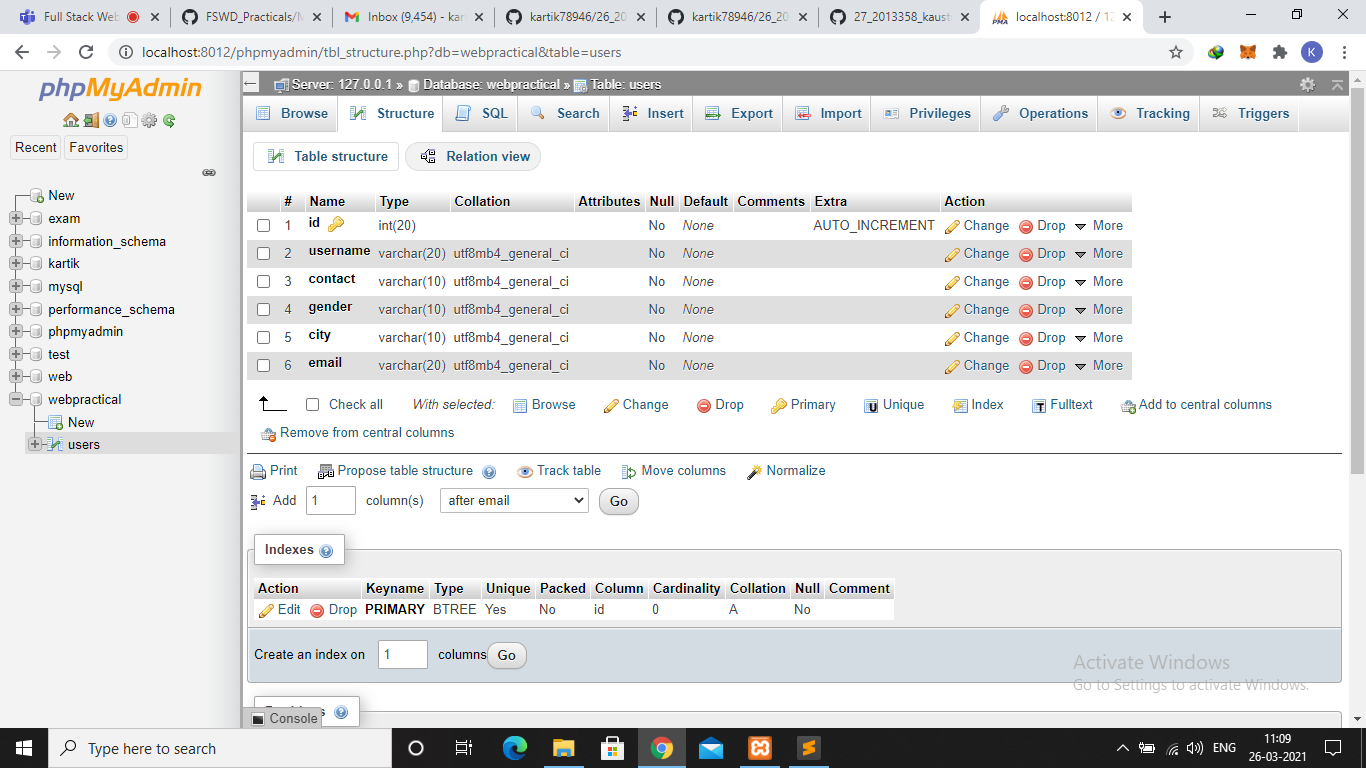 Full Stack Web
FSWD_Practicals/M
Inbox (9,454) - kar
kartik78946/26_20
kartik78946/26_20
27_2013358_kaust
localhost:8012 / 12
localhost:8012/phpmyadmin/tbl_structure.php?db=webpractical&table=users
K
phpMyAdmin
Recent Favorites
New
exam
information_schema
kartik
mysql
performance_schema
phpmyadmin
test
web
webpractical
New
users
Server: 127.0.0.1 » Database: webpractical » Table: users
Browse Structure SQL Search Insert Export Import Privileges Operations Tracking Triggers
Table structure Relation view
# Name Type Collation Attributes Null Default Comments Extra Action
1 id int(20) No None AUTO_INCREMENT Change Drop More
2 username varchar(20) utf8mb4_general_ci No None Change Drop More
3 contact varchar(10) utf8mb4_general_ci No None Change Drop More
4 gender varchar(10) utf8mb4_general_ci No None Change Drop More
5 city varchar(10) utf8mb4_general_ci No None Change Drop More
6 email varchar(20) utf8mb4_general_ci No None Change Drop More
Check all With selected: Browse Change Drop Primary Unique Index Fulltext Add to central columns
Remove from central columns
Print Propose table structure Track table Move columns Normalize
Add 1 column(s) after email Go
Indexes
Action Keyname Type Unique Packed Column Cardinality Collation Null Comment
Edit Drop PRIMARY BTREE Yes No id 0 A No
Create an index on 1 columns Go
Activate Windows
Go to Settings to activate Windows.
Console
Type here to search
ENG
11:09
26-03-2021